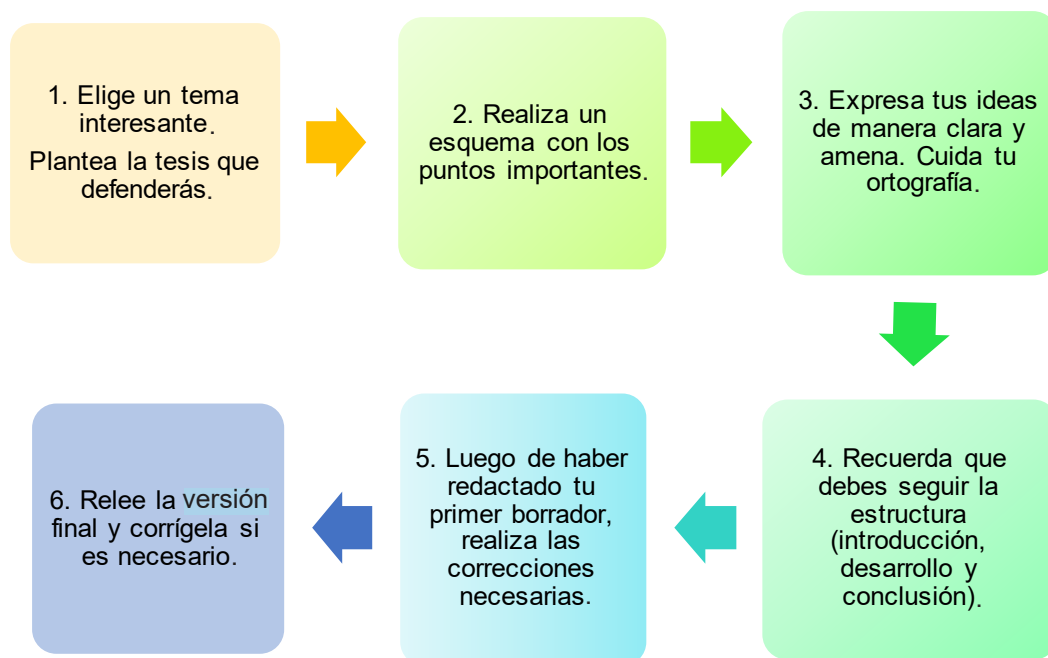 1. Elige un tema
interesante.
Plantea la tesis que
defenderás.
2. Realiza un
esquema con los
puntos importantes.
3. Expresa tus ideas
de manera clara y
amena. Cuida tu
ortografía.
4. Recuerda que
debes seguir la
estructura
(introducción,
desarrollo y
conclusión).
5. Luego de haber
redactado tu
primer borrador,
realiza las
correcciones
necesarias.
6. Relee la versión
final y corrígela si
es necesario.